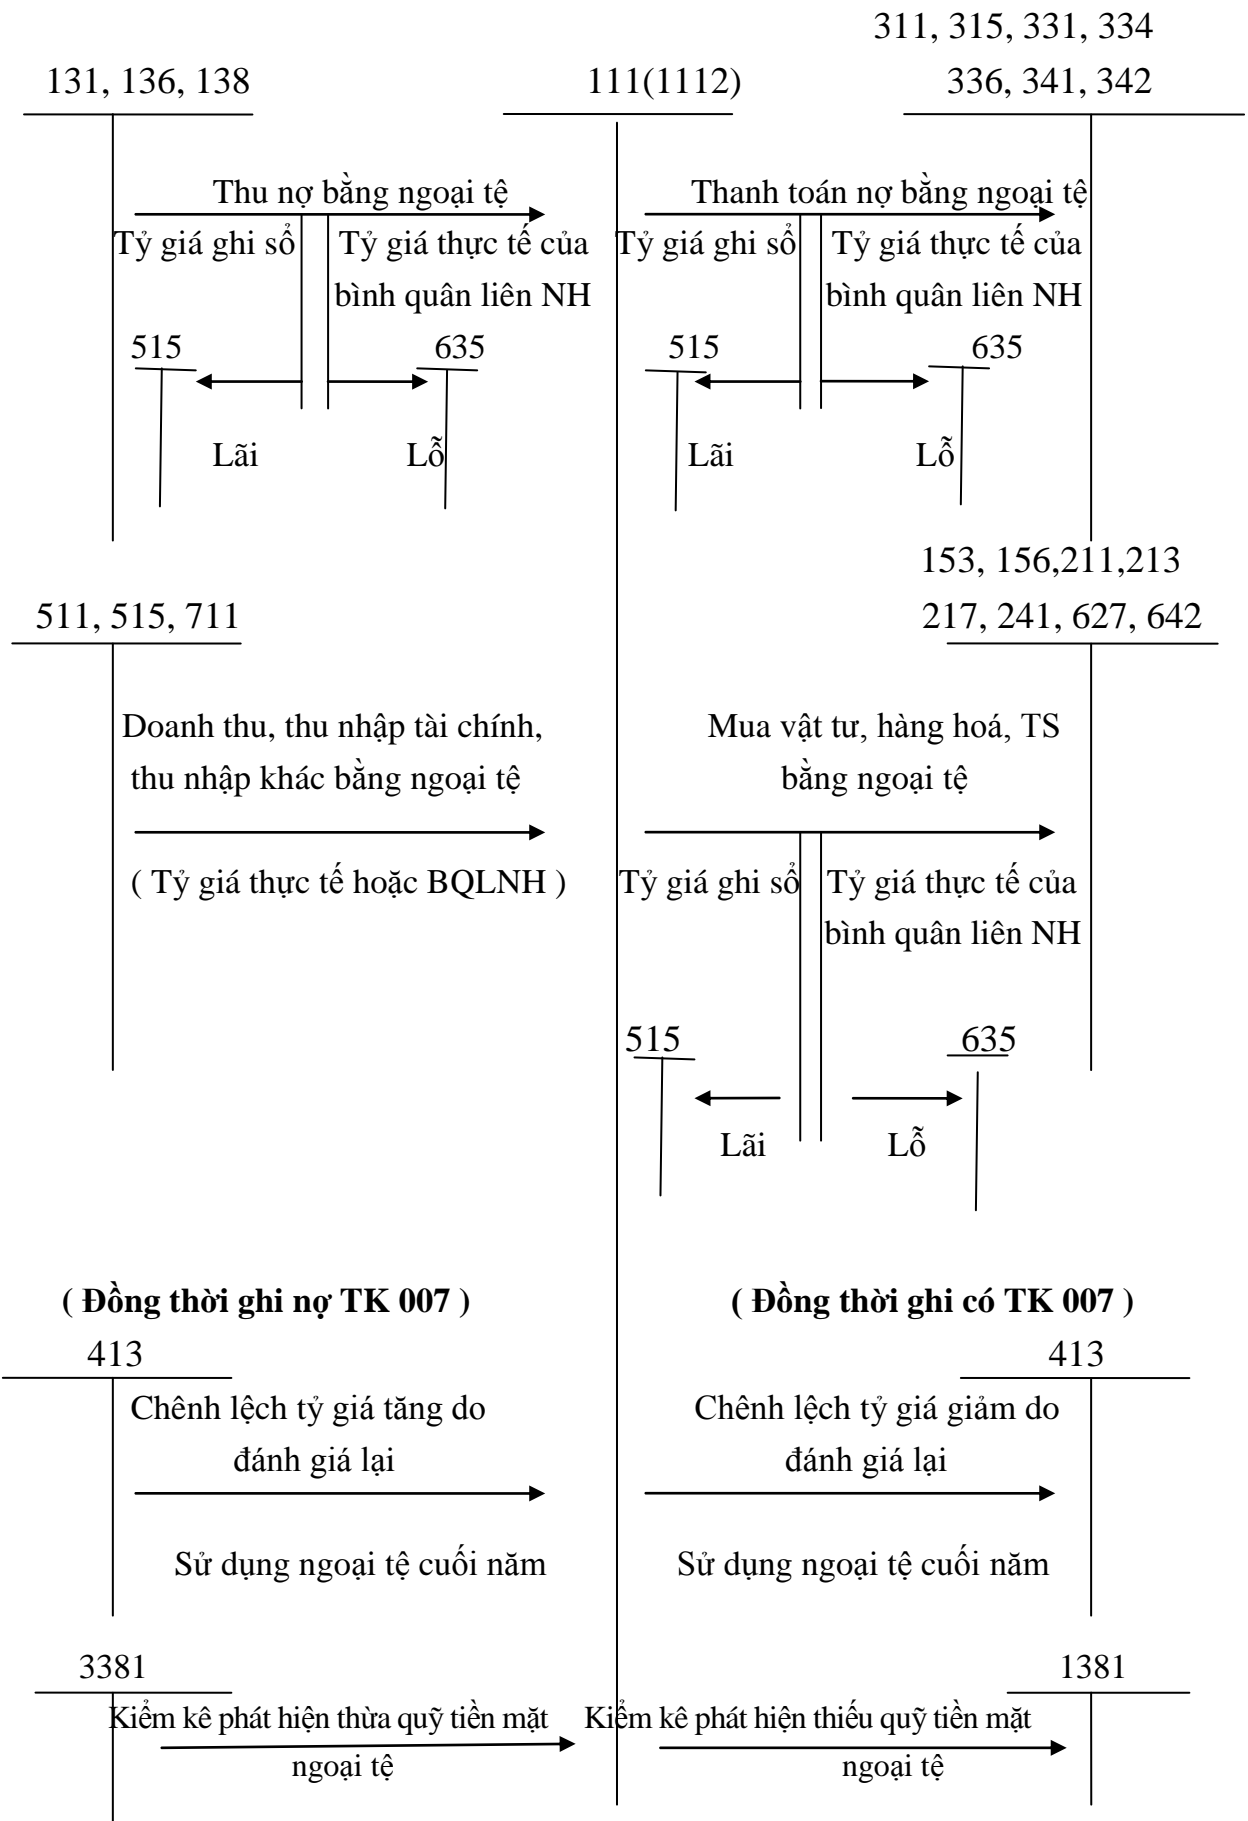 311, 315, 331, 334
131, 136, 138
111(1112)
336, 341, 342
Thu nợ bằng ngoại tệ
Thanh toán nợ bằng ngoại tệ
Tỷ giá ghi sổ
Tỷ giá thực tế của
bình quân liên NH
Tỷ giá ghi sổ
Tỷ giá thực tế của
bình quân liên NH
515
635
515
635
Lãi
Lỗ
Lãi
Lỗ
153, 156,211,213
511, 515, 711
217, 241, 627, 642
Doanh thu, thu nhập tài chính,
thu nhập khác bằng ngoại tệ
Mua vật tư, hàng hoá, TS
bằng ngoại tệ
( Tỷ giá thực tế hoặc BQLNH )
Tỷ giá ghi sổ
Tỷ giá thực tế của
bình quân liên NH
515
635
Lãi
Lỗ
( Đồng thời ghi nợ TK 007 )
( Đồng thời ghi có TK 007 )
413
413
Chênh lệch tỷ giá tăng do
đánh giá lại
Chênh lệch tỷ giá giảm do
đánh giá lại
Sử dụng ngoại tệ cuối năm
Sử dụng ngoại tệ cuối năm
3381
1381
Kiểm kê phát hiện thừa quỹ tiền mặt
ngoại tệ
Kiểm kê phát hiện thiếu quỹ tiền mặt
ngoại tệ